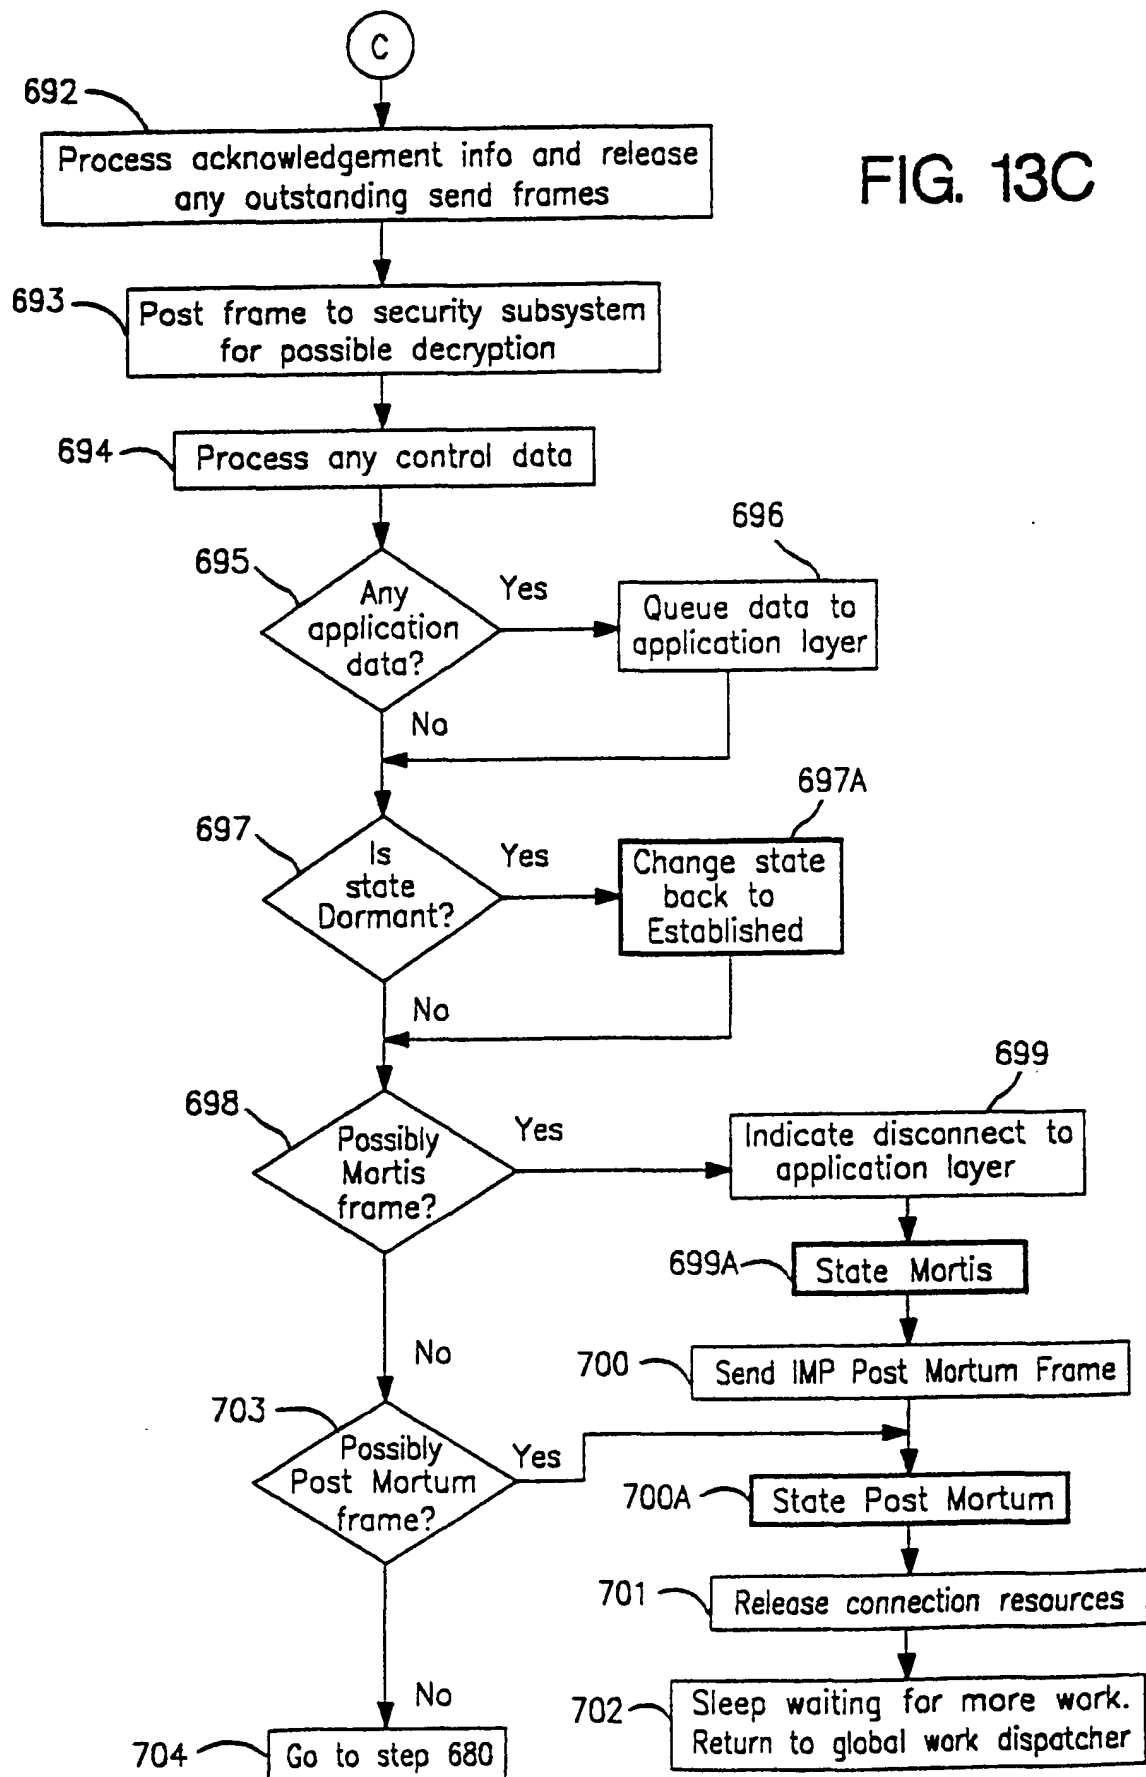 C
692
Process acknowledgement info and release
any outstanding send frames
FIG. 13C
693
Post frame to security subsystem
for possible decryption
694
Process any control data
695
Any
application
data?
Yes
696
Queue data to
application layer
No
697
Is
state
Dormant?
Yes
697A
Change state
back to
Established
No
698
Possibly
Mortis
frame?
Yes
699
Indicate disconnect to
application layer
699A
State Mortis
No
700
Send IMP Post Mortum Frame
703
Possibly
Post Mortum
frame?
Yes
700A
State Post Mortum
701
Release connection resources
No
702
Sleep waiting for more work.
Return to global work dispatcher
704
Go to step 680